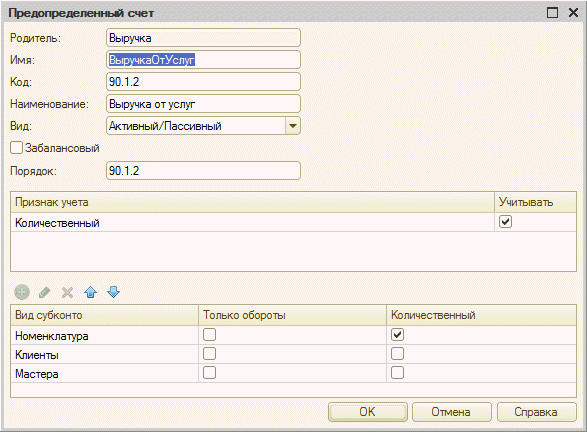 Предопределенный счет
Родитель: Выручка
Имя: ВыручкаОтУслуг
Код: 90.1.2
Наименование: Выручка от услуг
Вид: Активный/Пассивный
Забалансовый
Порядок: 90.1.2
Признак учета Учитывать
Количественный
Вид субконто Только обороты Количественный
Номенклатура
Клиенты
Мастера
ОК Отмена Справка